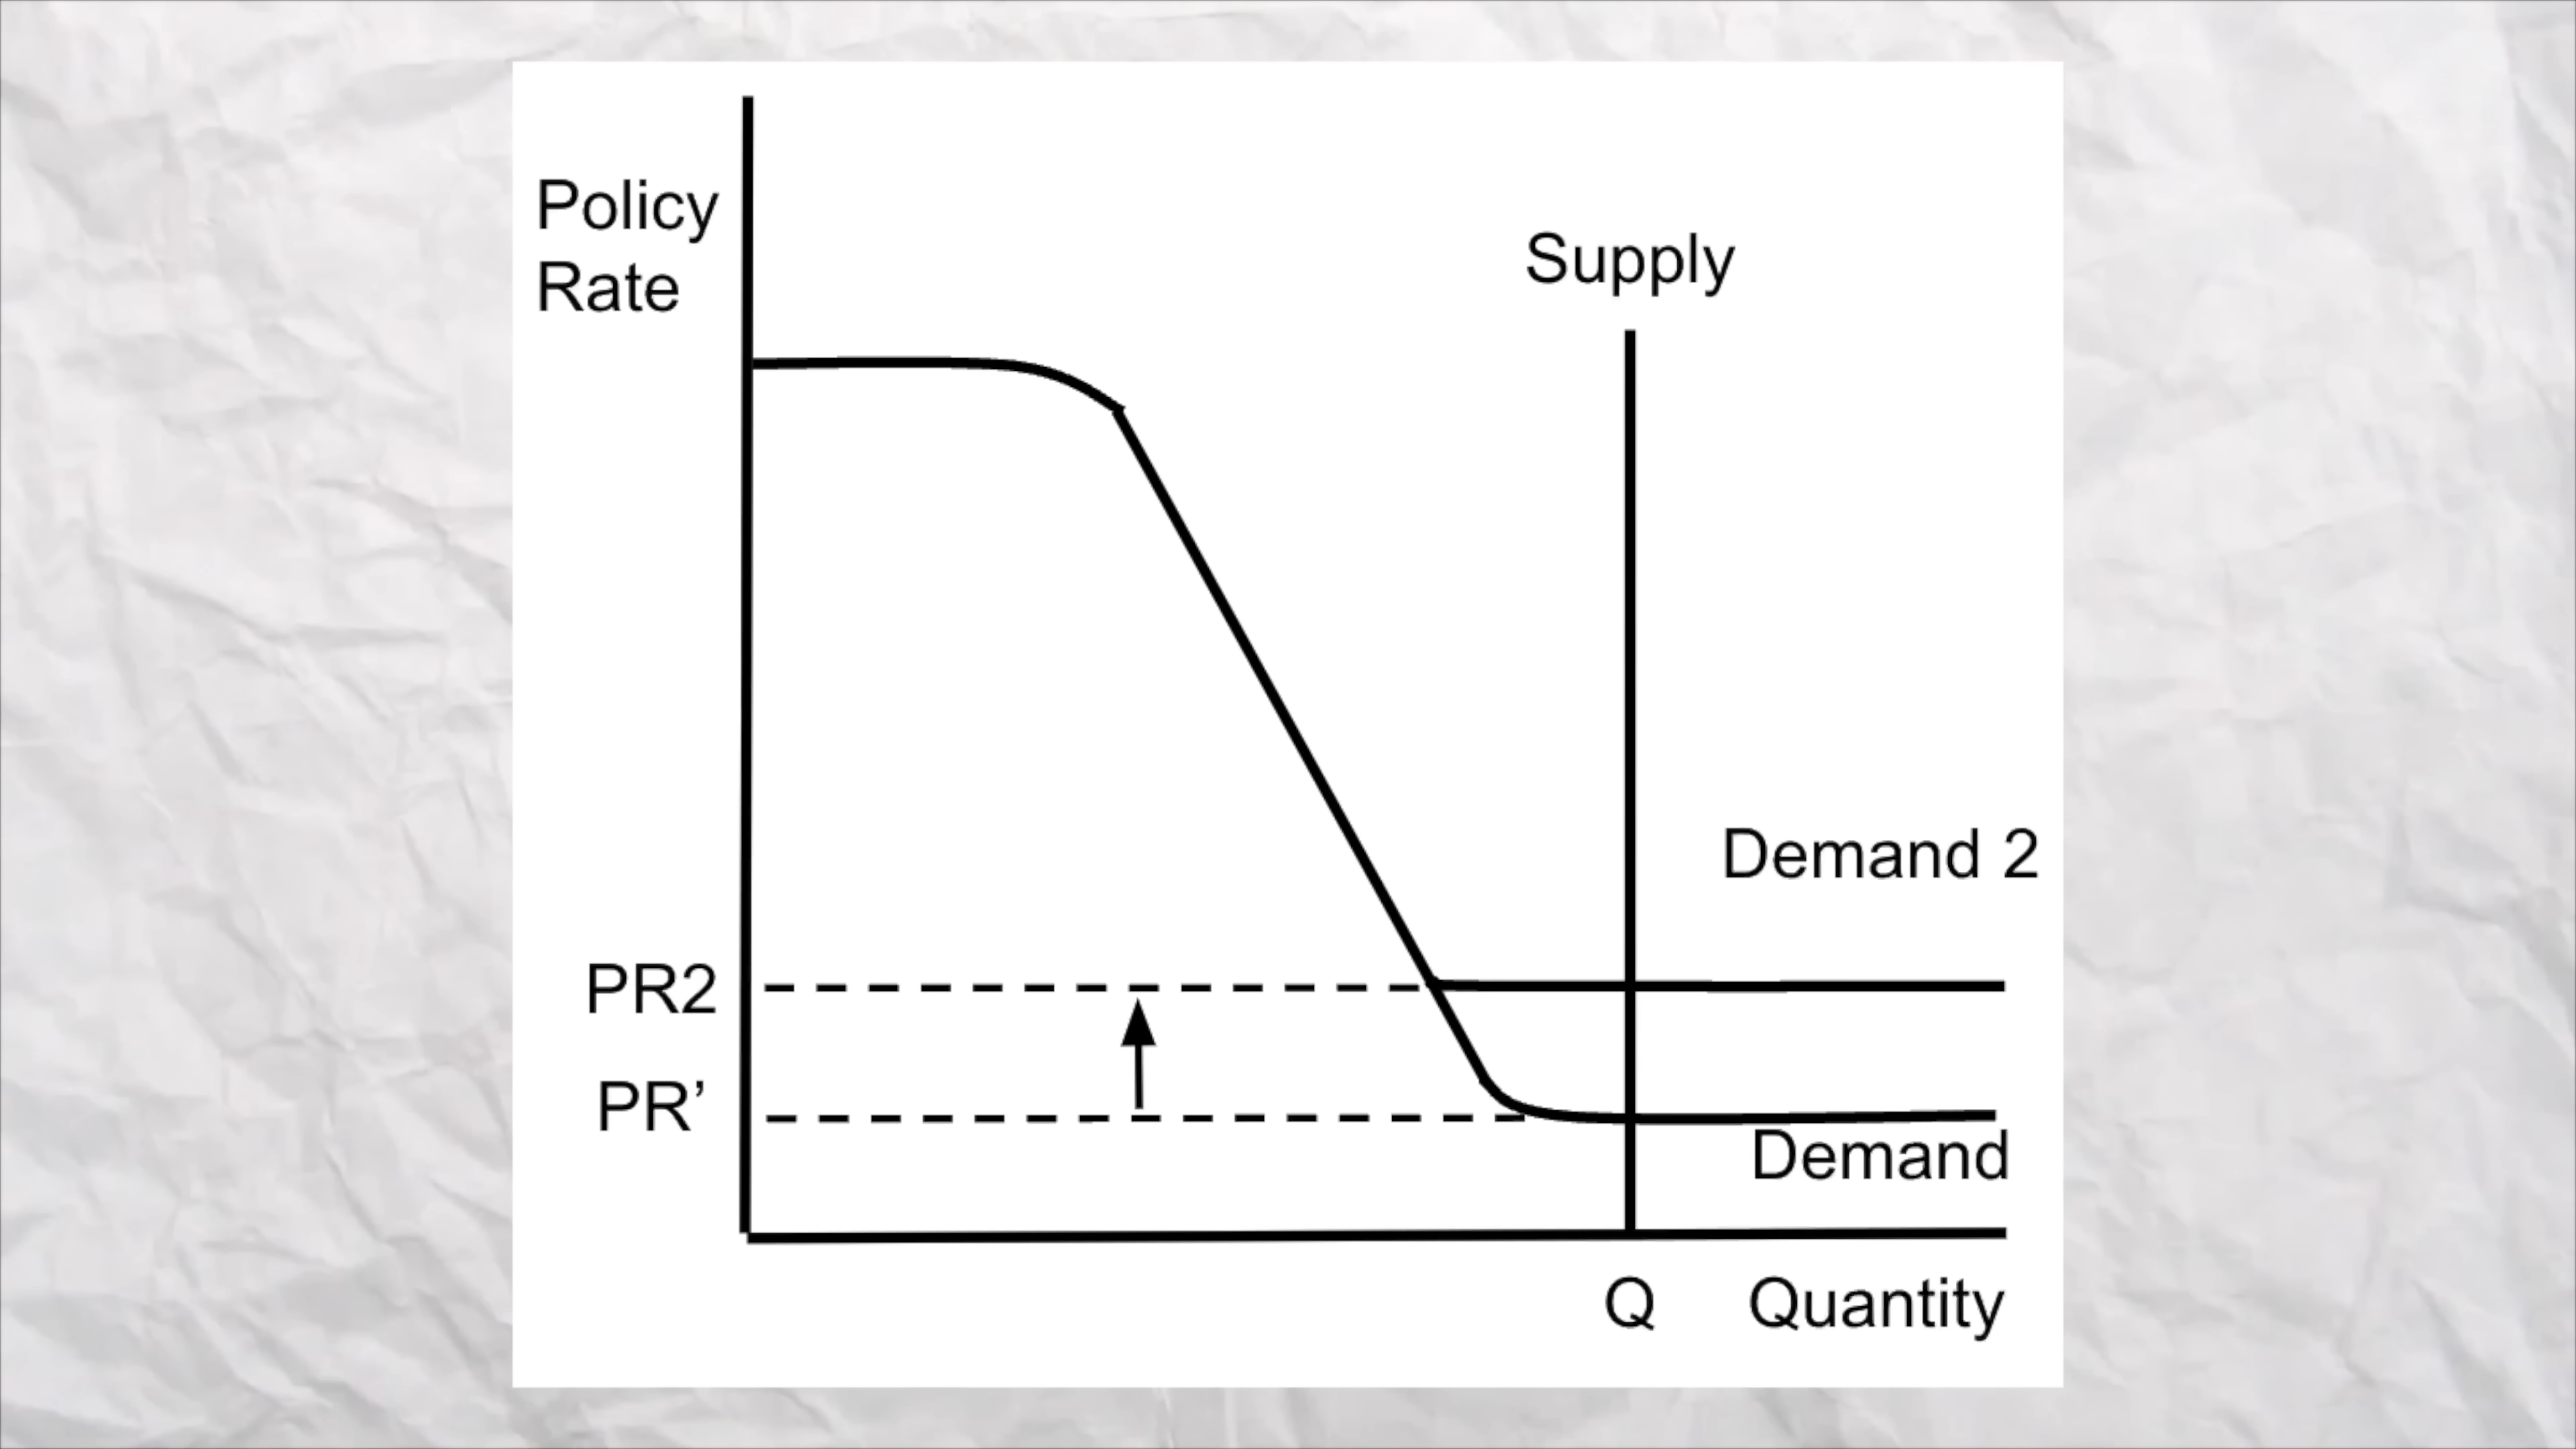 Policy
Rate
Supply
Demand 2
PR2
PR’
Demand
Q
Quantity